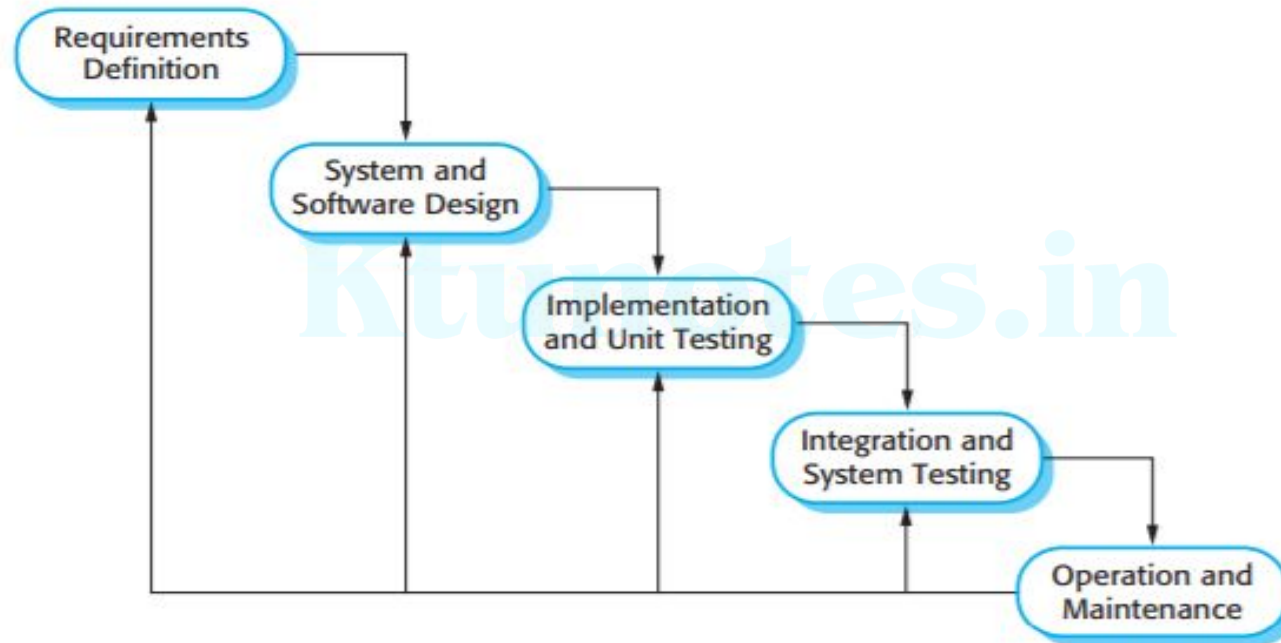 Requirements
Definition
System and
Software Design
Ktunotes.in
Implementation
and Unit Testing
Integration and
System Testing
Operation and
Maintenance